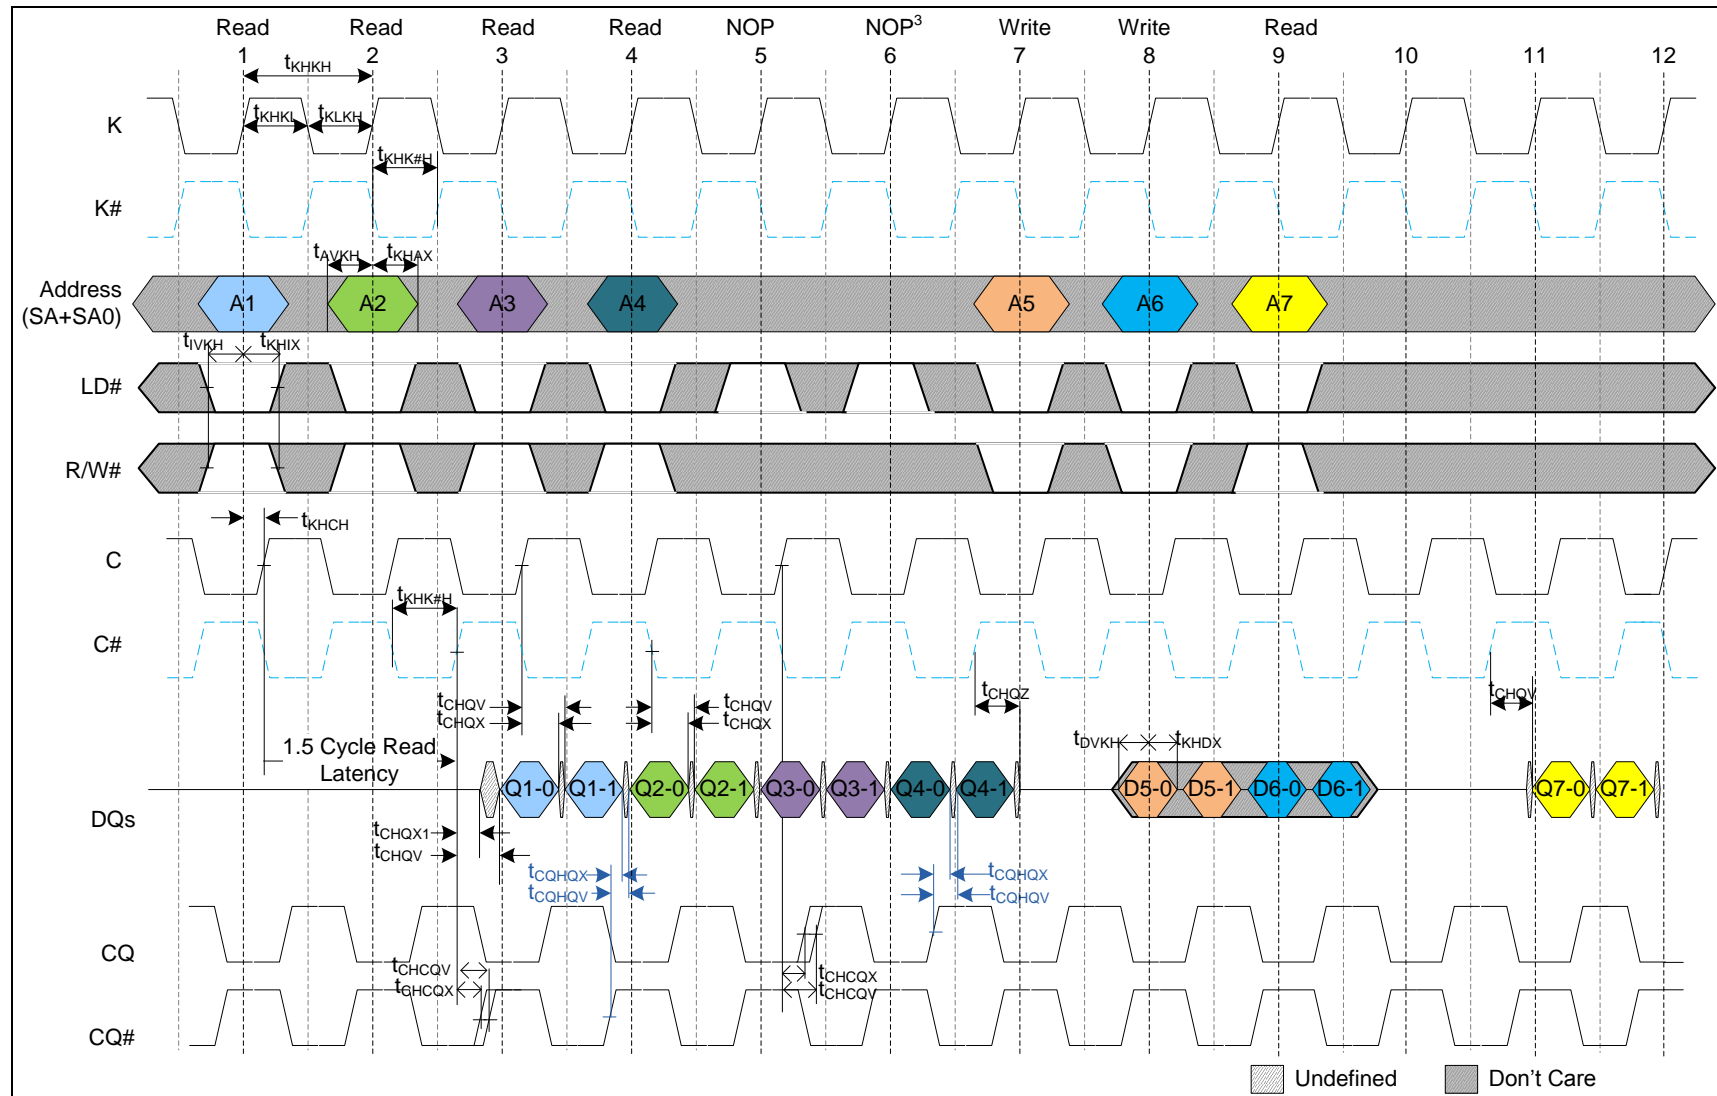 Read Read Read Read NOP NOP3 Write Write Read
1 2 3 4 5 6 7 8 9 10 11 12
tKHKH
K tKHKL tKLKH
tKHK#H
K#
tAVKH tKHAX
Address
(SA+SA0)
A1 A2 A3 A4 A5 A6 A7
tIVKH tKHIX
LD#
R/W#
tKHCH
C
tKHK#H
C#
tCHQV tCHQV tCHQZ tCHQV
tCHQX tCHQX
tDVKH tKHDX
1.5 Cycle Read
Latency
Q1-0 Q1-1 Q2-0 Q2-1 Q3-0 Q3-1 Q4-0 Q4-1 D5-0 D5-1 D6-0 D6-1 Q7-0 Q7-1
DQs
tCHQX1
tCHQV
tCQHQX tCQHQX
tCQHQV tCQHQV
CQ
tCHCQV tCHCQX
tCHCQX tCHCQV
CQ#
Undefined Don't Care